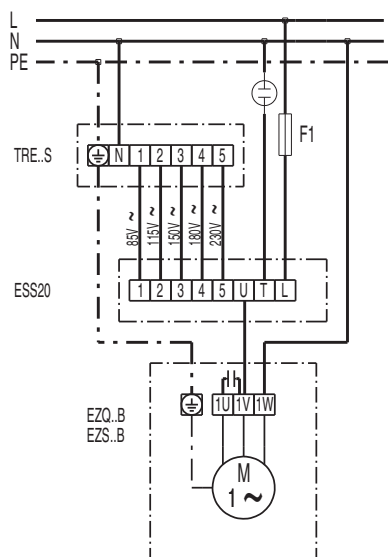 L
N
PE
F1
TRE..S
N 1 2 3 4 5
85V ~
115V ~
150V ~
180V ~
230V ~
ESS20
1 2 3 4 5 U T L
EZQ..B
EZS..B
1U 1V 1W
M
1 ~